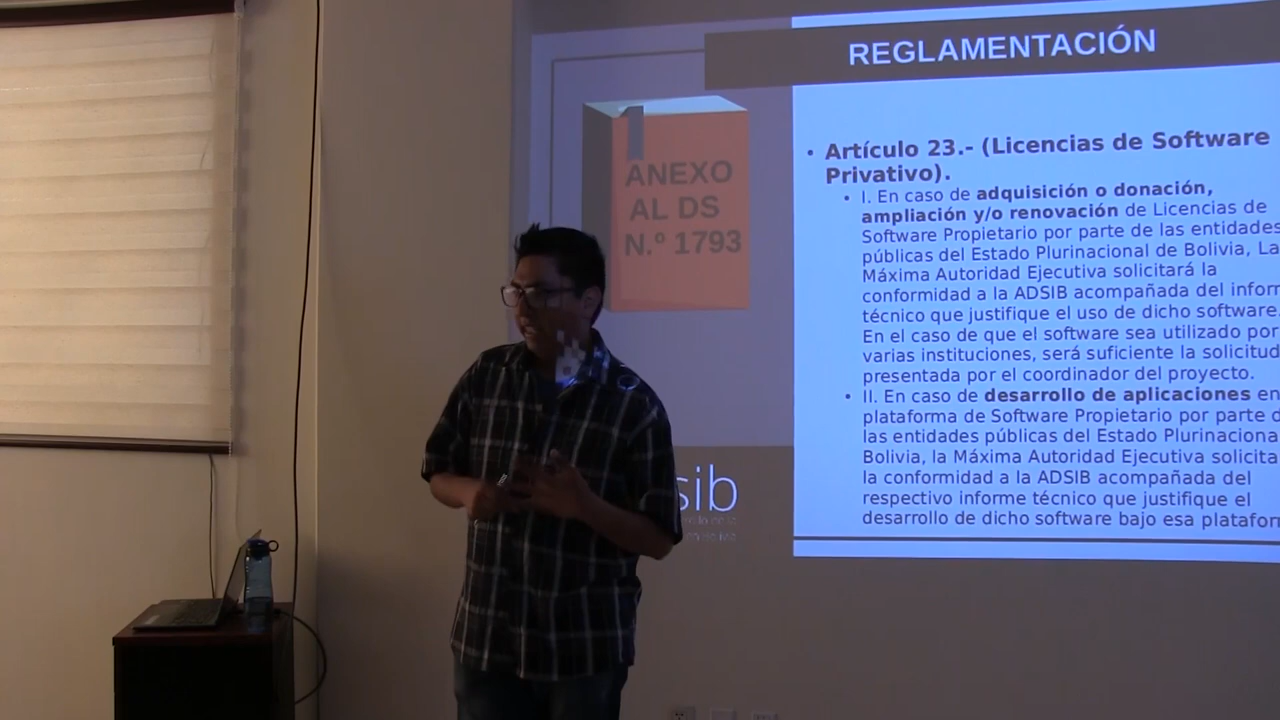 REGLAMENTACIÓN
ANEXO
AL DS
N.º 1793
• Artículo 23.- (Licencias de Software
Privativo).
• I. En caso de adquisición o donación,
ampliación y/o renovación de Licencias de
Software Propietario por parte de las entidades
públicas del Estado Plurinacional de Bolivia, La
Máxima Autoridad Ejecutiva solicitará la
conformidad a la ADSIB acompañada del inform
técnico que justifique el uso de dicho software.
En el caso de que el software sea utilizado por
varias instituciones, será suficiente la solicitud
presentada por el coordinador del proyecto.
• II. En caso de desarrollo de aplicaciones en
plataforma de Software Propietario por parte d
las entidades públicas del Estado Plurinaciona
Bolivia, la Máxima Autoridad Ejecutiva solicita
la conformidad a la ADSIB acompañada del
respectivo informe técnico que justifique el
desarrollo de dicho software bajo esa platafor
sib